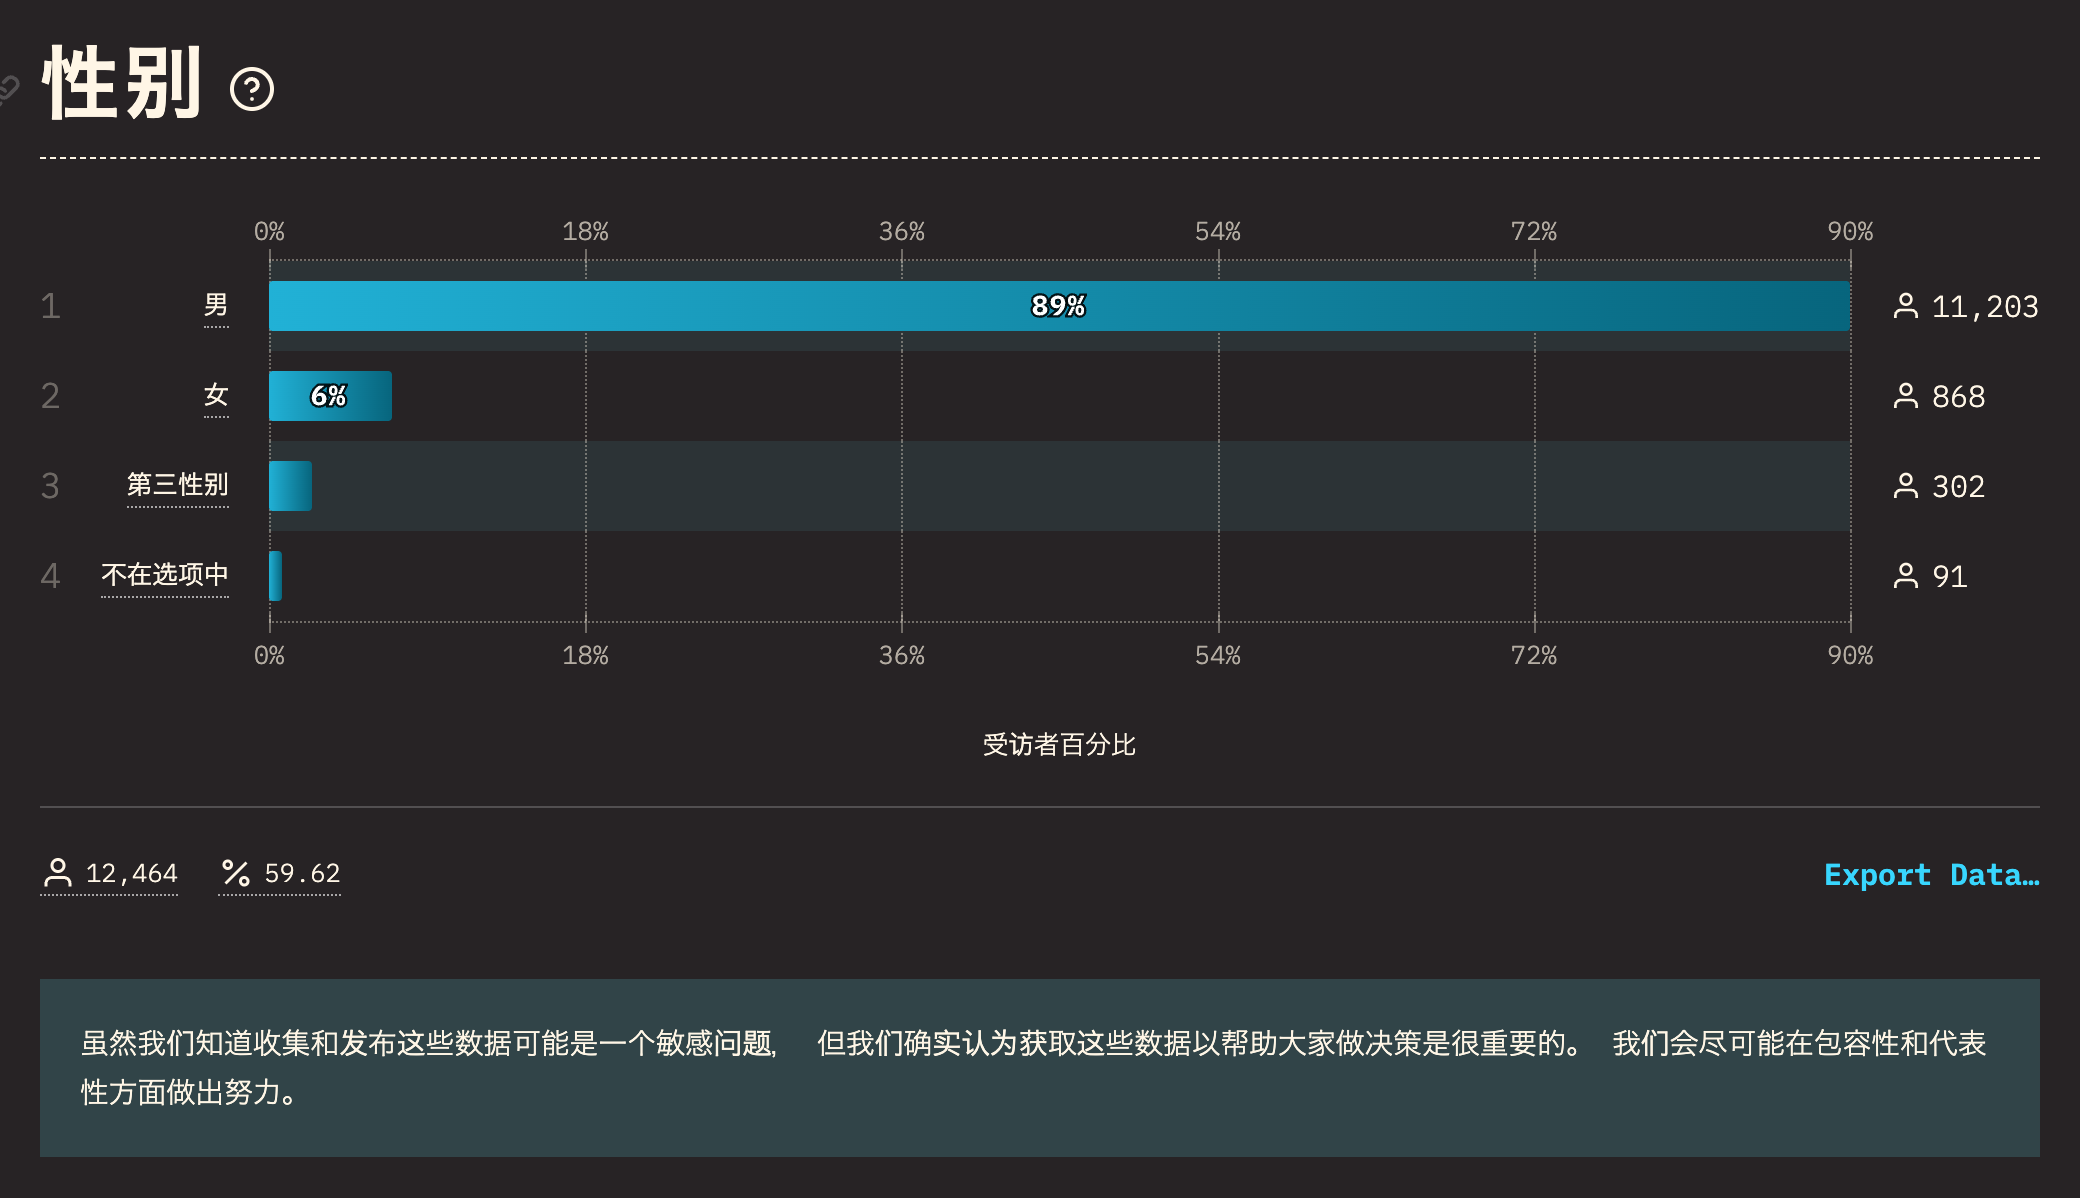 性别
0% 18% 36% 54% 72% 90%
1 男 89% 11,203
2 女 6% 868
3 第三性别 302
4 不在选项中 91
0% 18% 36% 54% 72% 90%
受访者百分比
12,464 % 59.62 Export Data…
虽然我们知道收集和发布这些数据可能是一个敏感问题, 但我们确实认为获取这些数据以帮助大家做决策是很重要的。 我们会尽可能在包容性和代表
性方面做出努力。